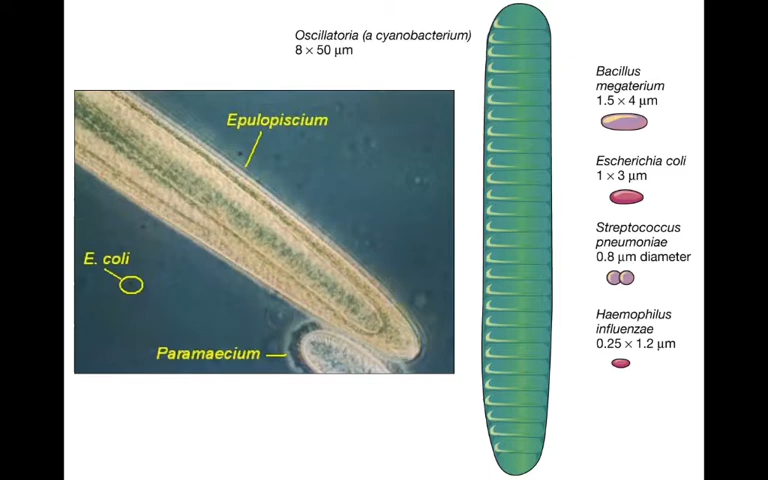 Oscillatoria (a cyanobacterium)
8 × 50 μm
Epulopiscium
E. coli
Paramaecium
Bacillus
megaterium
1.5 × 4 μm
Escherichia coli
1 × 3 μm
Streptococcus
pneumoniae
0.8 μm diameter
Haemophilus
influenzae
0.25 × 1.2 μm